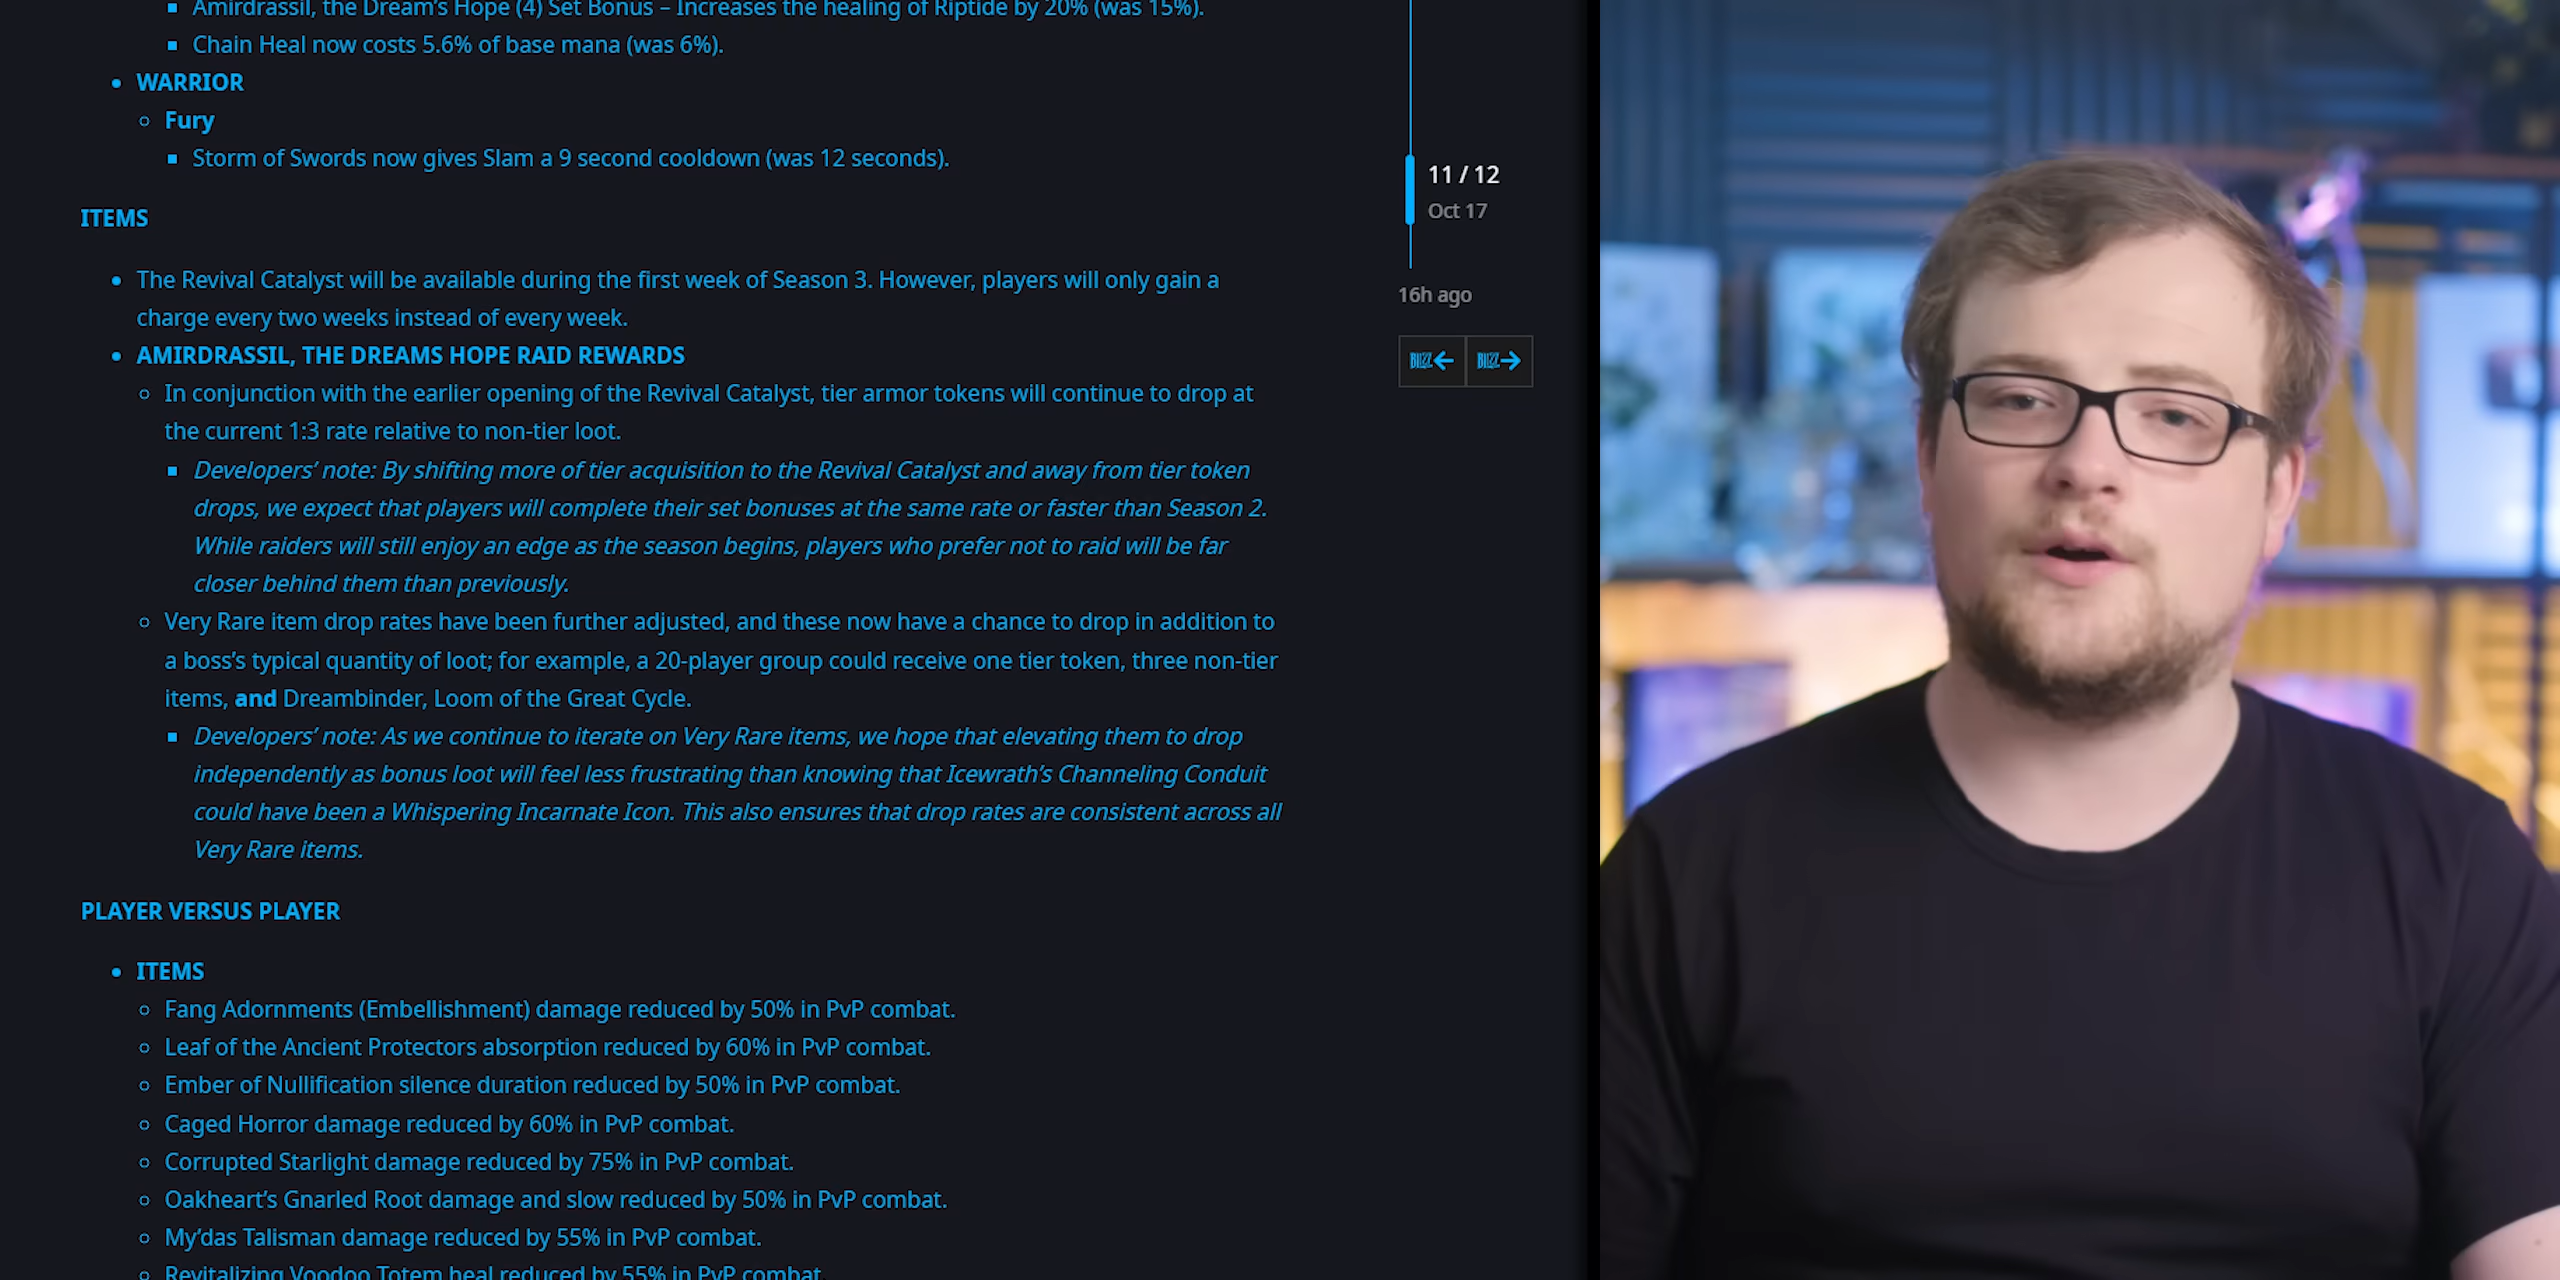 Amirdrassil, the Dream's Hope (4) Set Bonus – Increases the healing of Riptide by 20% (was 15%).
Chain Heal now costs 5.6% of base mana (was 6%).
WARRIOR
Fury
Storm of Swords now gives Slam a 9 second cooldown (was 12 seconds).
11 / 12
Oct 17
ITEMS
The Revival Catalyst will be available during the first week of Season 3. However, players will only gain a
charge every two weeks instead of every week.
16h ago
AMIRDRASSIL, THE DREAMS HOPE RAID REWARDS
BLIZZ
BLIZZ
In conjunction with the earlier opening of the Revival Catalyst, tier armor tokens will continue to drop at
the current 1:3 rate relative to non-tier loot.
Developers’ note: By shifting more of tier acquisition to the Revival Catalyst and away from tier token
drops, we expect that players will complete their set bonuses at the same rate or faster than Season 2.
While raiders will still enjoy an edge as the season begins, players who prefer not to raid will be far
closer behind them than previously.
Very Rare item drop rates have been further adjusted, and these now have a chance to drop in addition to
a boss’s typical quantity of loot; for example, a 20-player group could receive one tier token, three non-tier
items, and Dreambinder, Loom of the Great Cycle.
Developers’ note: As we continue to iterate on Very Rare items, we hope that elevating them to drop
independently as bonus loot will feel less frustrating than knowing that Icewrath’s Channeling Conduit
could have been a Whispering Incarnate Icon. This also ensures that drop rates are consistent across all
Very Rare items.
PLAYER VERSUS PLAYER
ITEMS
Fang Adornments (Embellishment) damage reduced by 50% in PvP combat.
Leaf of the Ancient Protectors absorption reduced by 60% in PvP combat.
Ember of Nullification silence duration reduced by 50% in PvP combat.
Caged Horror damage reduced by 60% in PvP combat.
Corrupted Starlight damage reduced by 75% in PvP combat.
Oakheart’s Gnarled Root damage and slow reduced by 50% in PvP combat.
My’das Talisman damage reduced by 55% in PvP combat.
Revitalizing Voodoo Totem heal reduced by 55% in PvP combat.